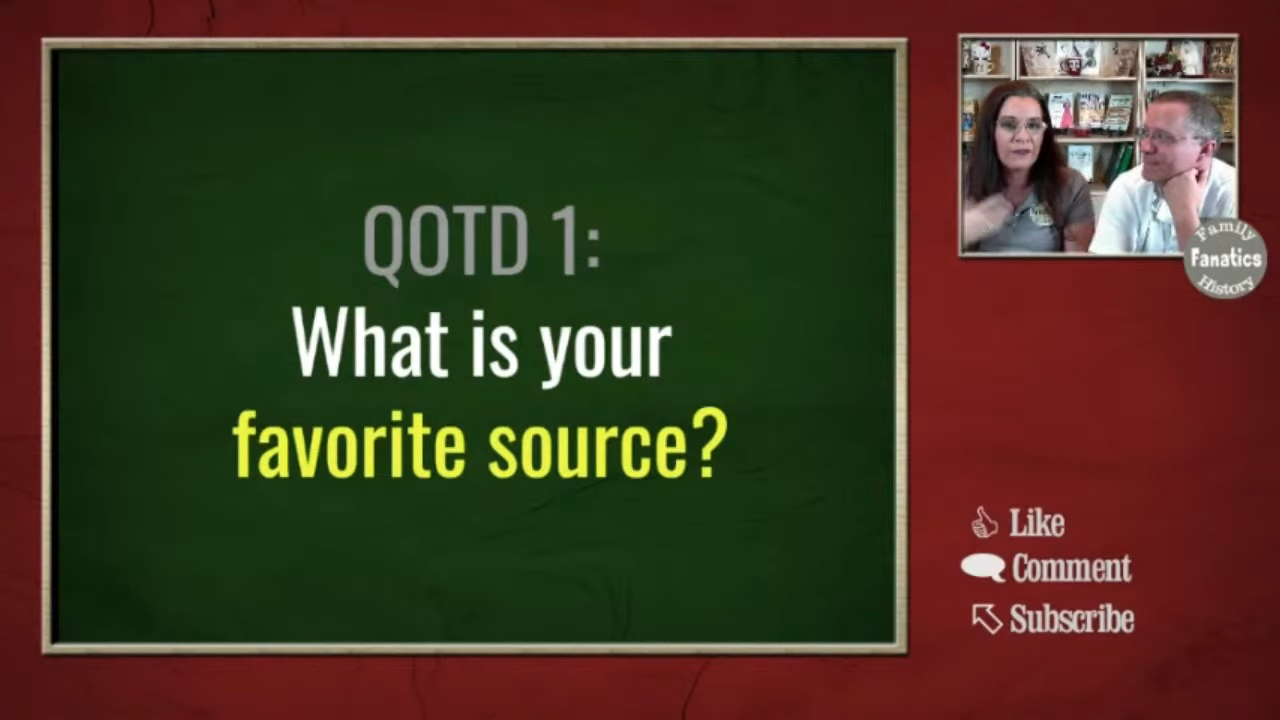 QOTD 1:
What is your
favorite source?
Family
Fanatics
History
Like
Comment
Subscribe